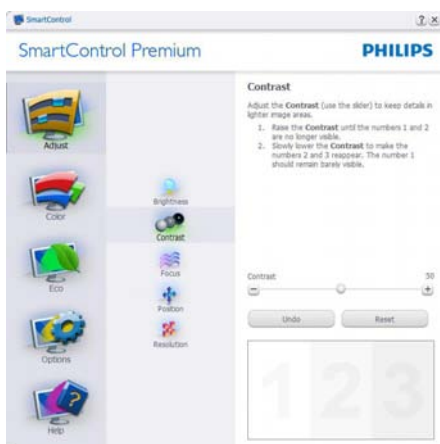 SmartControl
? x
SmartControl Premium
PHILIPS
Adjust
Color
Eco
Options
Help
Brightness
Contrast
Focus
Position
Resolution
Contrast
Adjust the Contrast (use the slider) to keep details in
lighter image areas.
1. Raise the Contrast until the numbers 1 and 2
are no longer visible.
2. Slowly lower the Contrast to make the
numbers 2 and 3 reappear. The number 1
should remain barely visible.
Contrast 50
Undo Reset
1 2 3